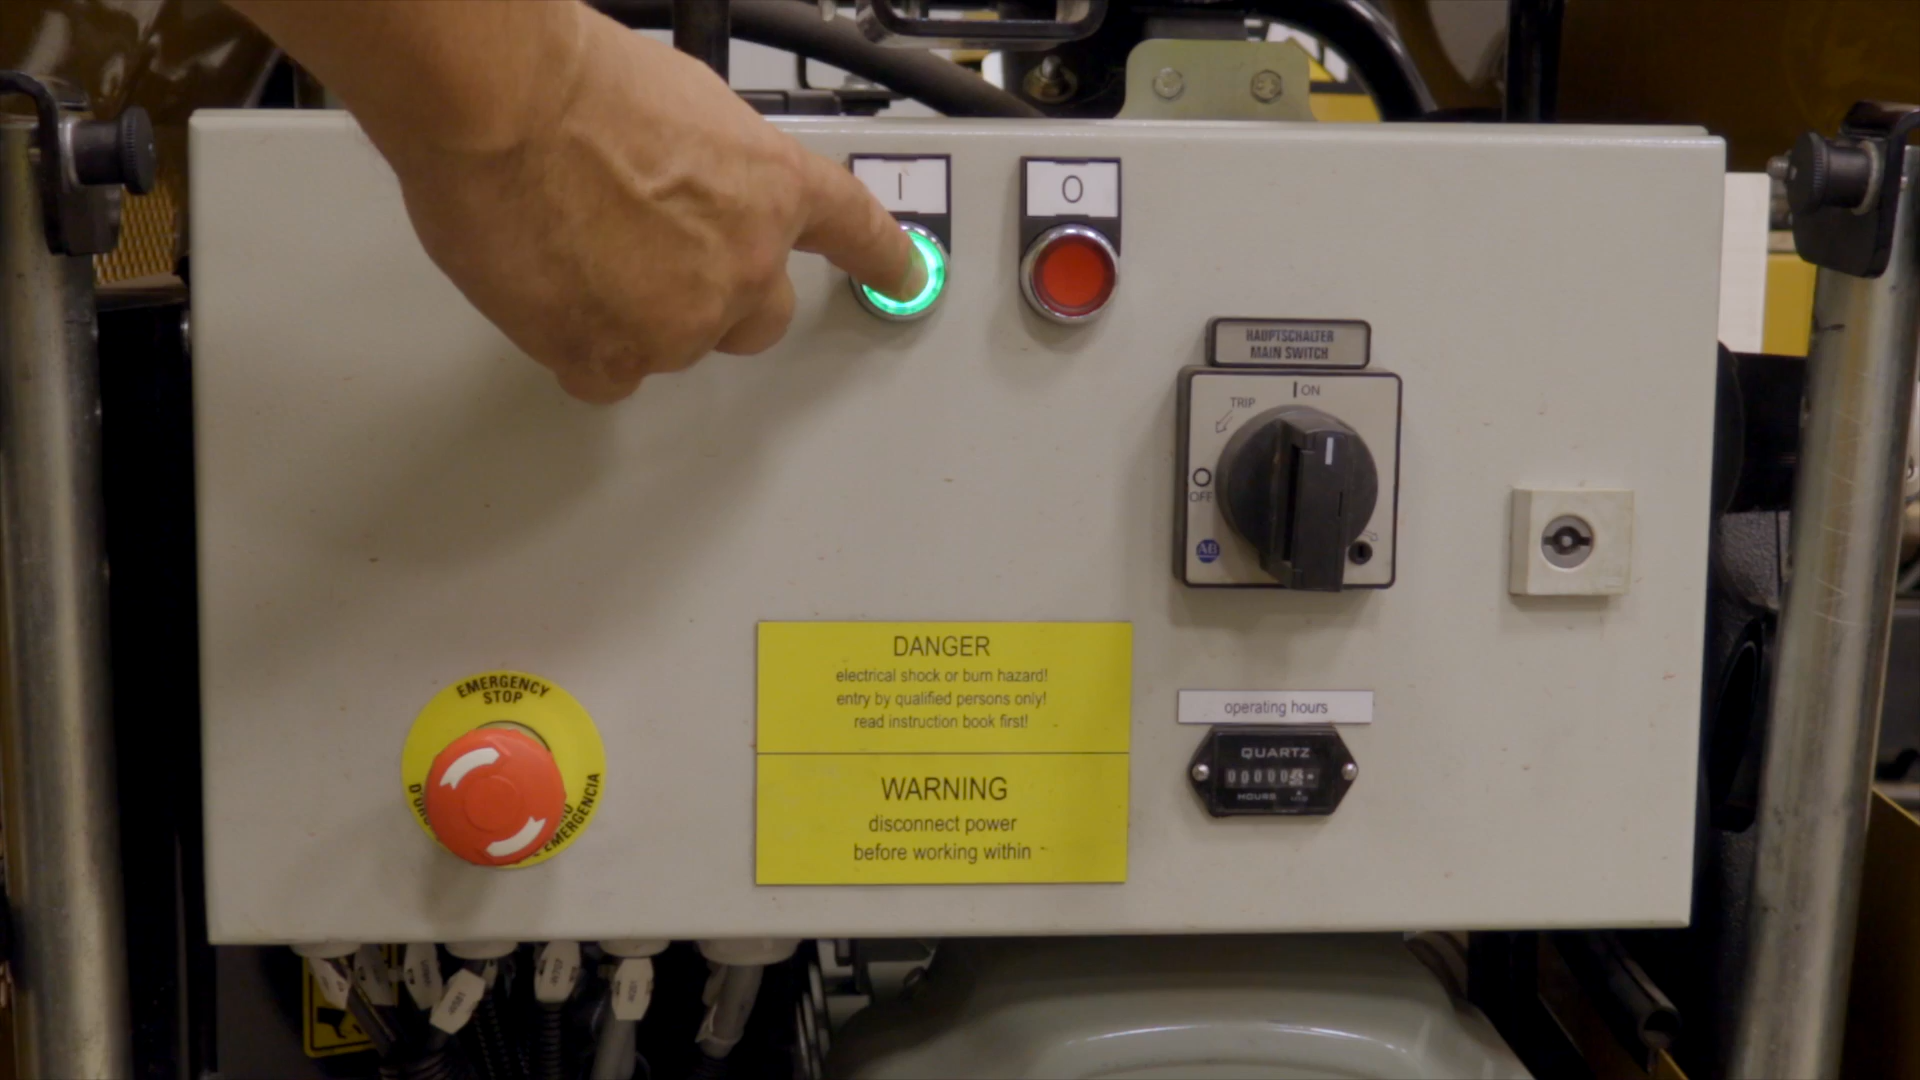 I
O
HAUPTSCHALTER
MAIN SWITCH
I ON
TRIP
O
OFF
AB
EMERGENCY
STOP
DANGER
electrical shock or burn hazard!
entry by qualified persons only!
read instruction book first!
WARNING
disconnect power
before working within
operating hours
QUARTZ
HOURS